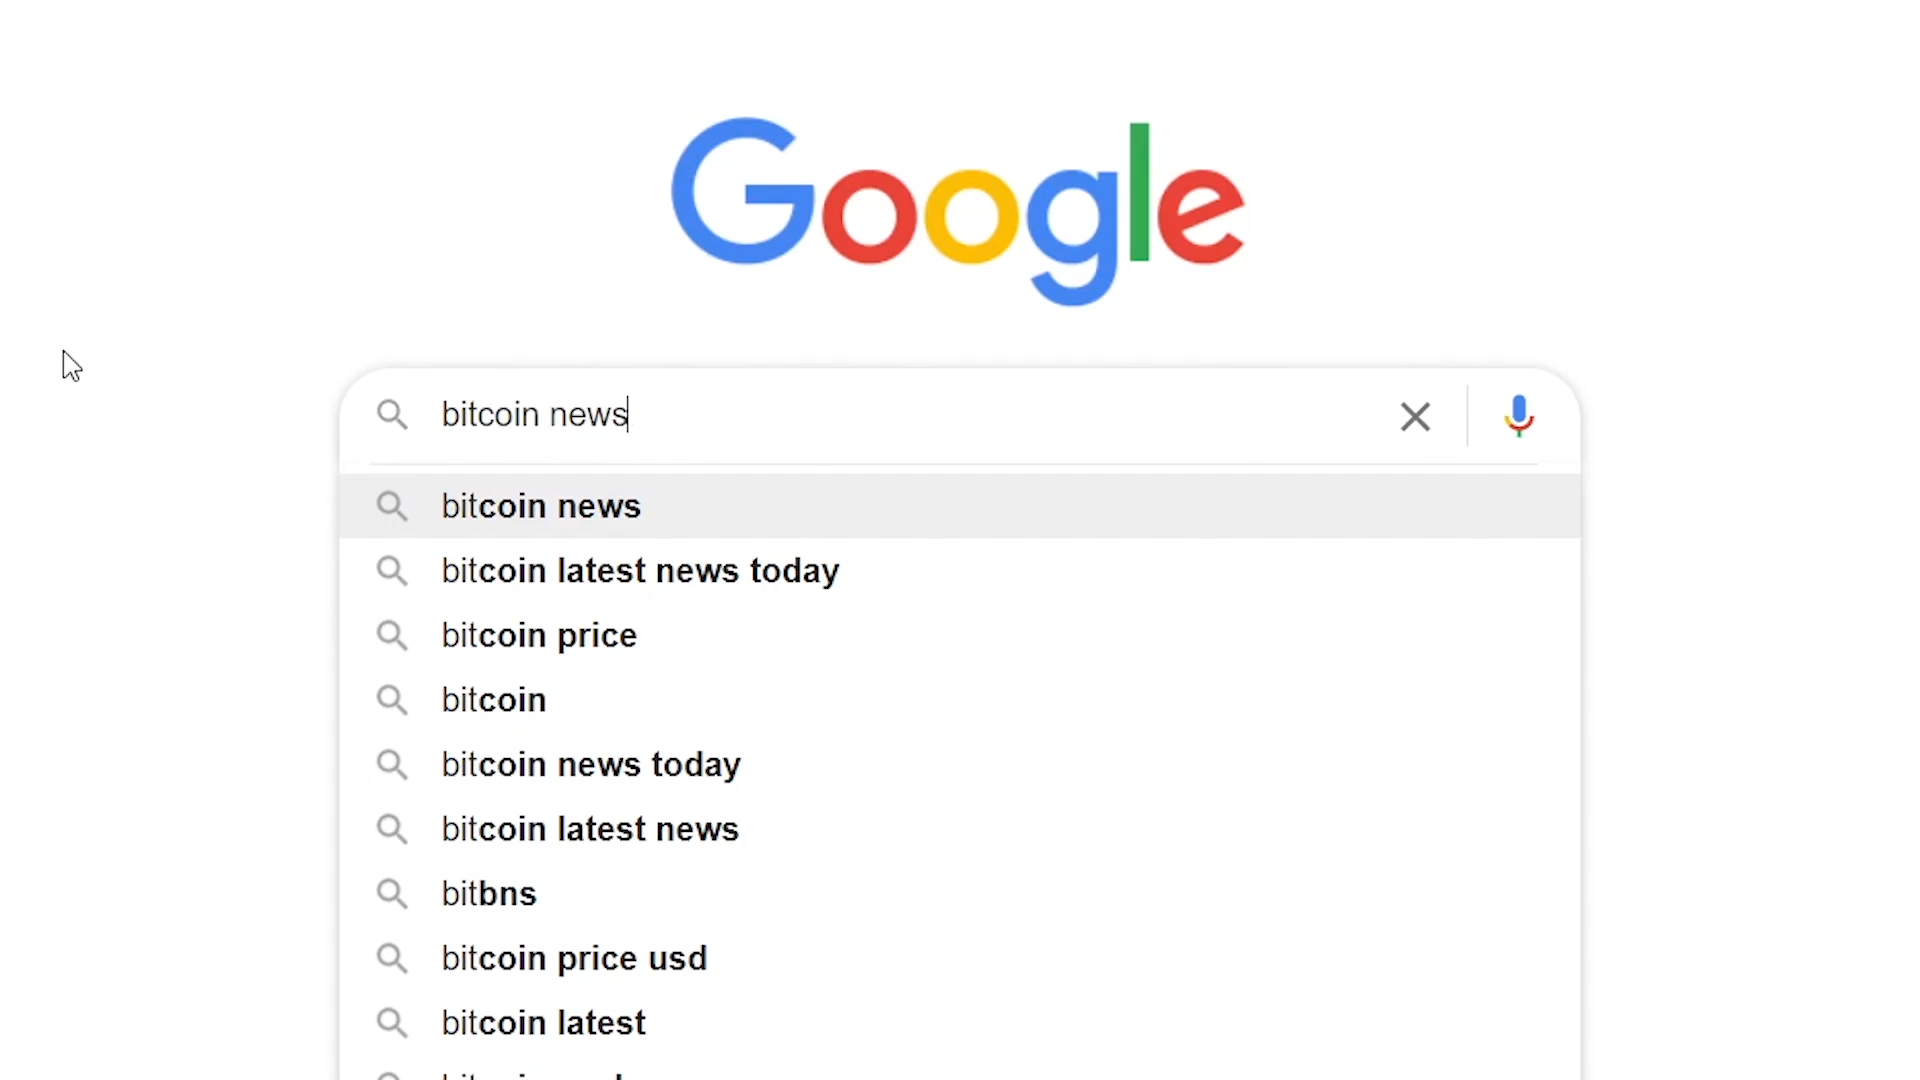 Google
bitcoin news
bitcoin news
bitcoin latest news today
bitcoin price
bitcoin
bitcoin news today
bitcoin latest news
bitbns
bitcoin price usd
bitcoin latest